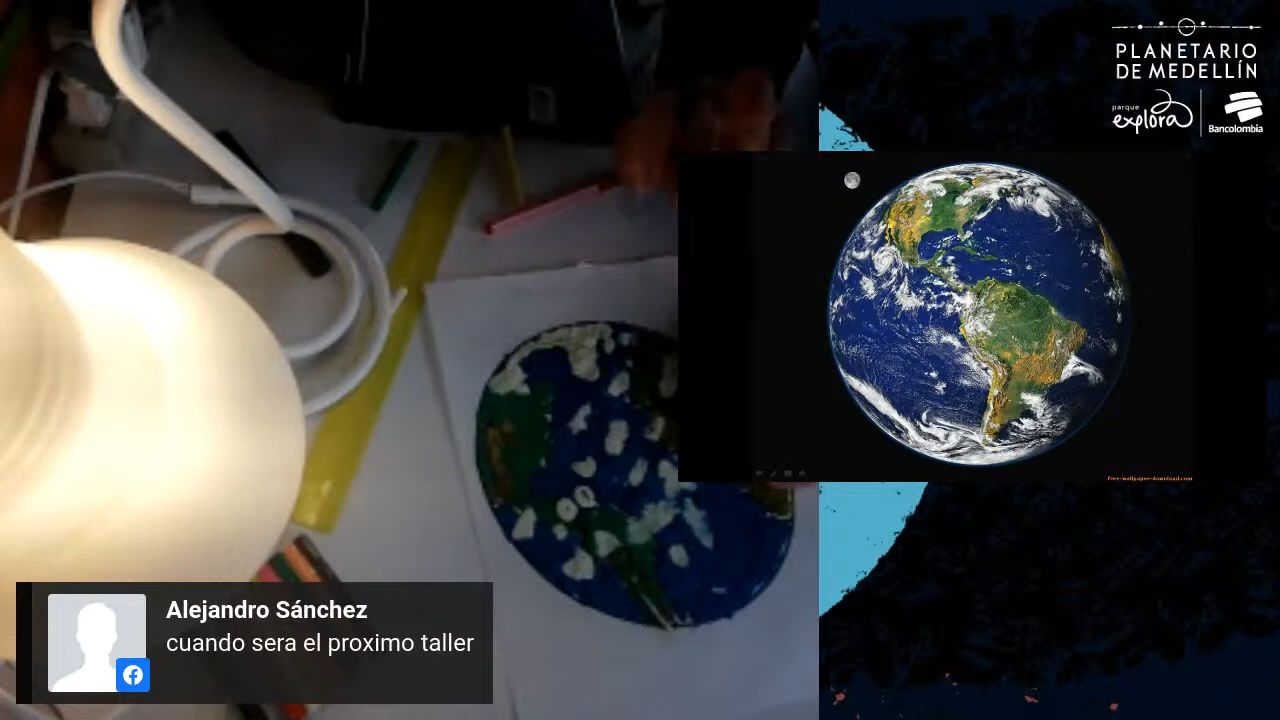 PLANETARIO
DE MEDELLÍN
parque
explora
Bancolombia
free-wallpaper-download.com
Alejandro Sánchez
cuando sera el proximo taller